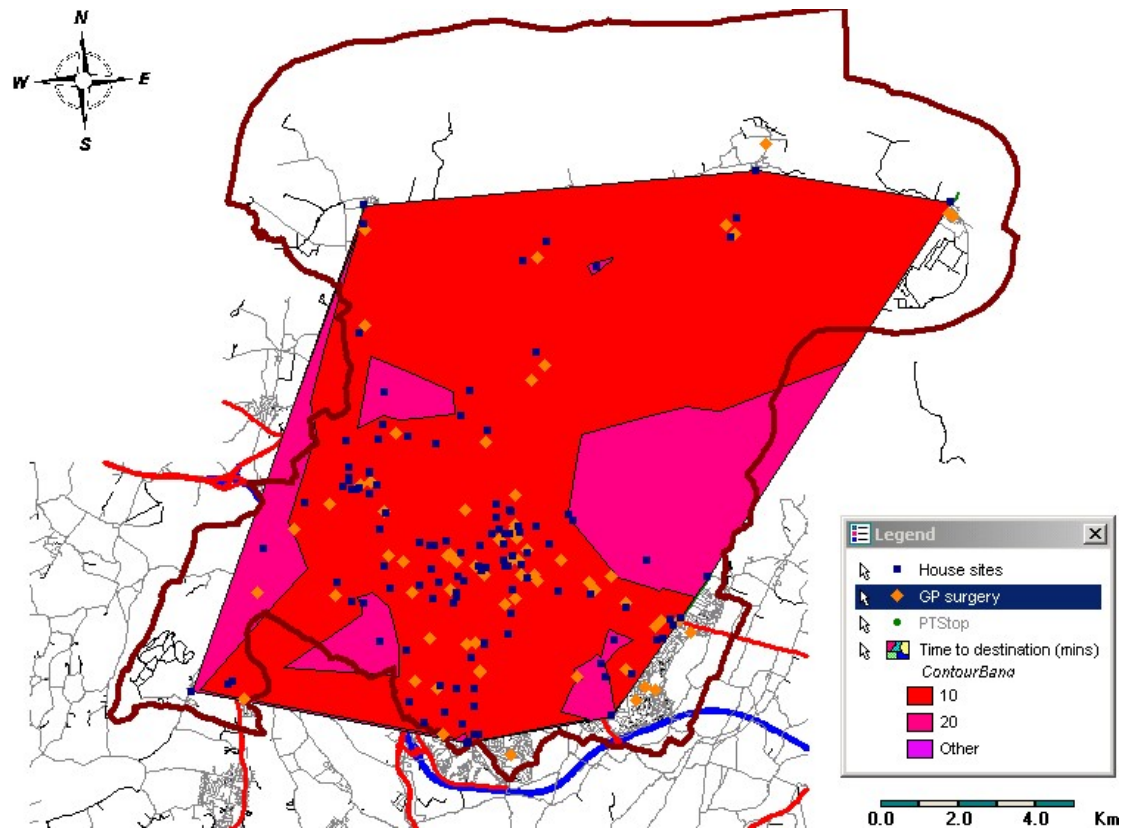 N
W E
S
Legend
House sites
GP surgery
PTStop
Time to destination (mins)
ContourBand
10
20
Other
0.0 2.0 4.0 Km